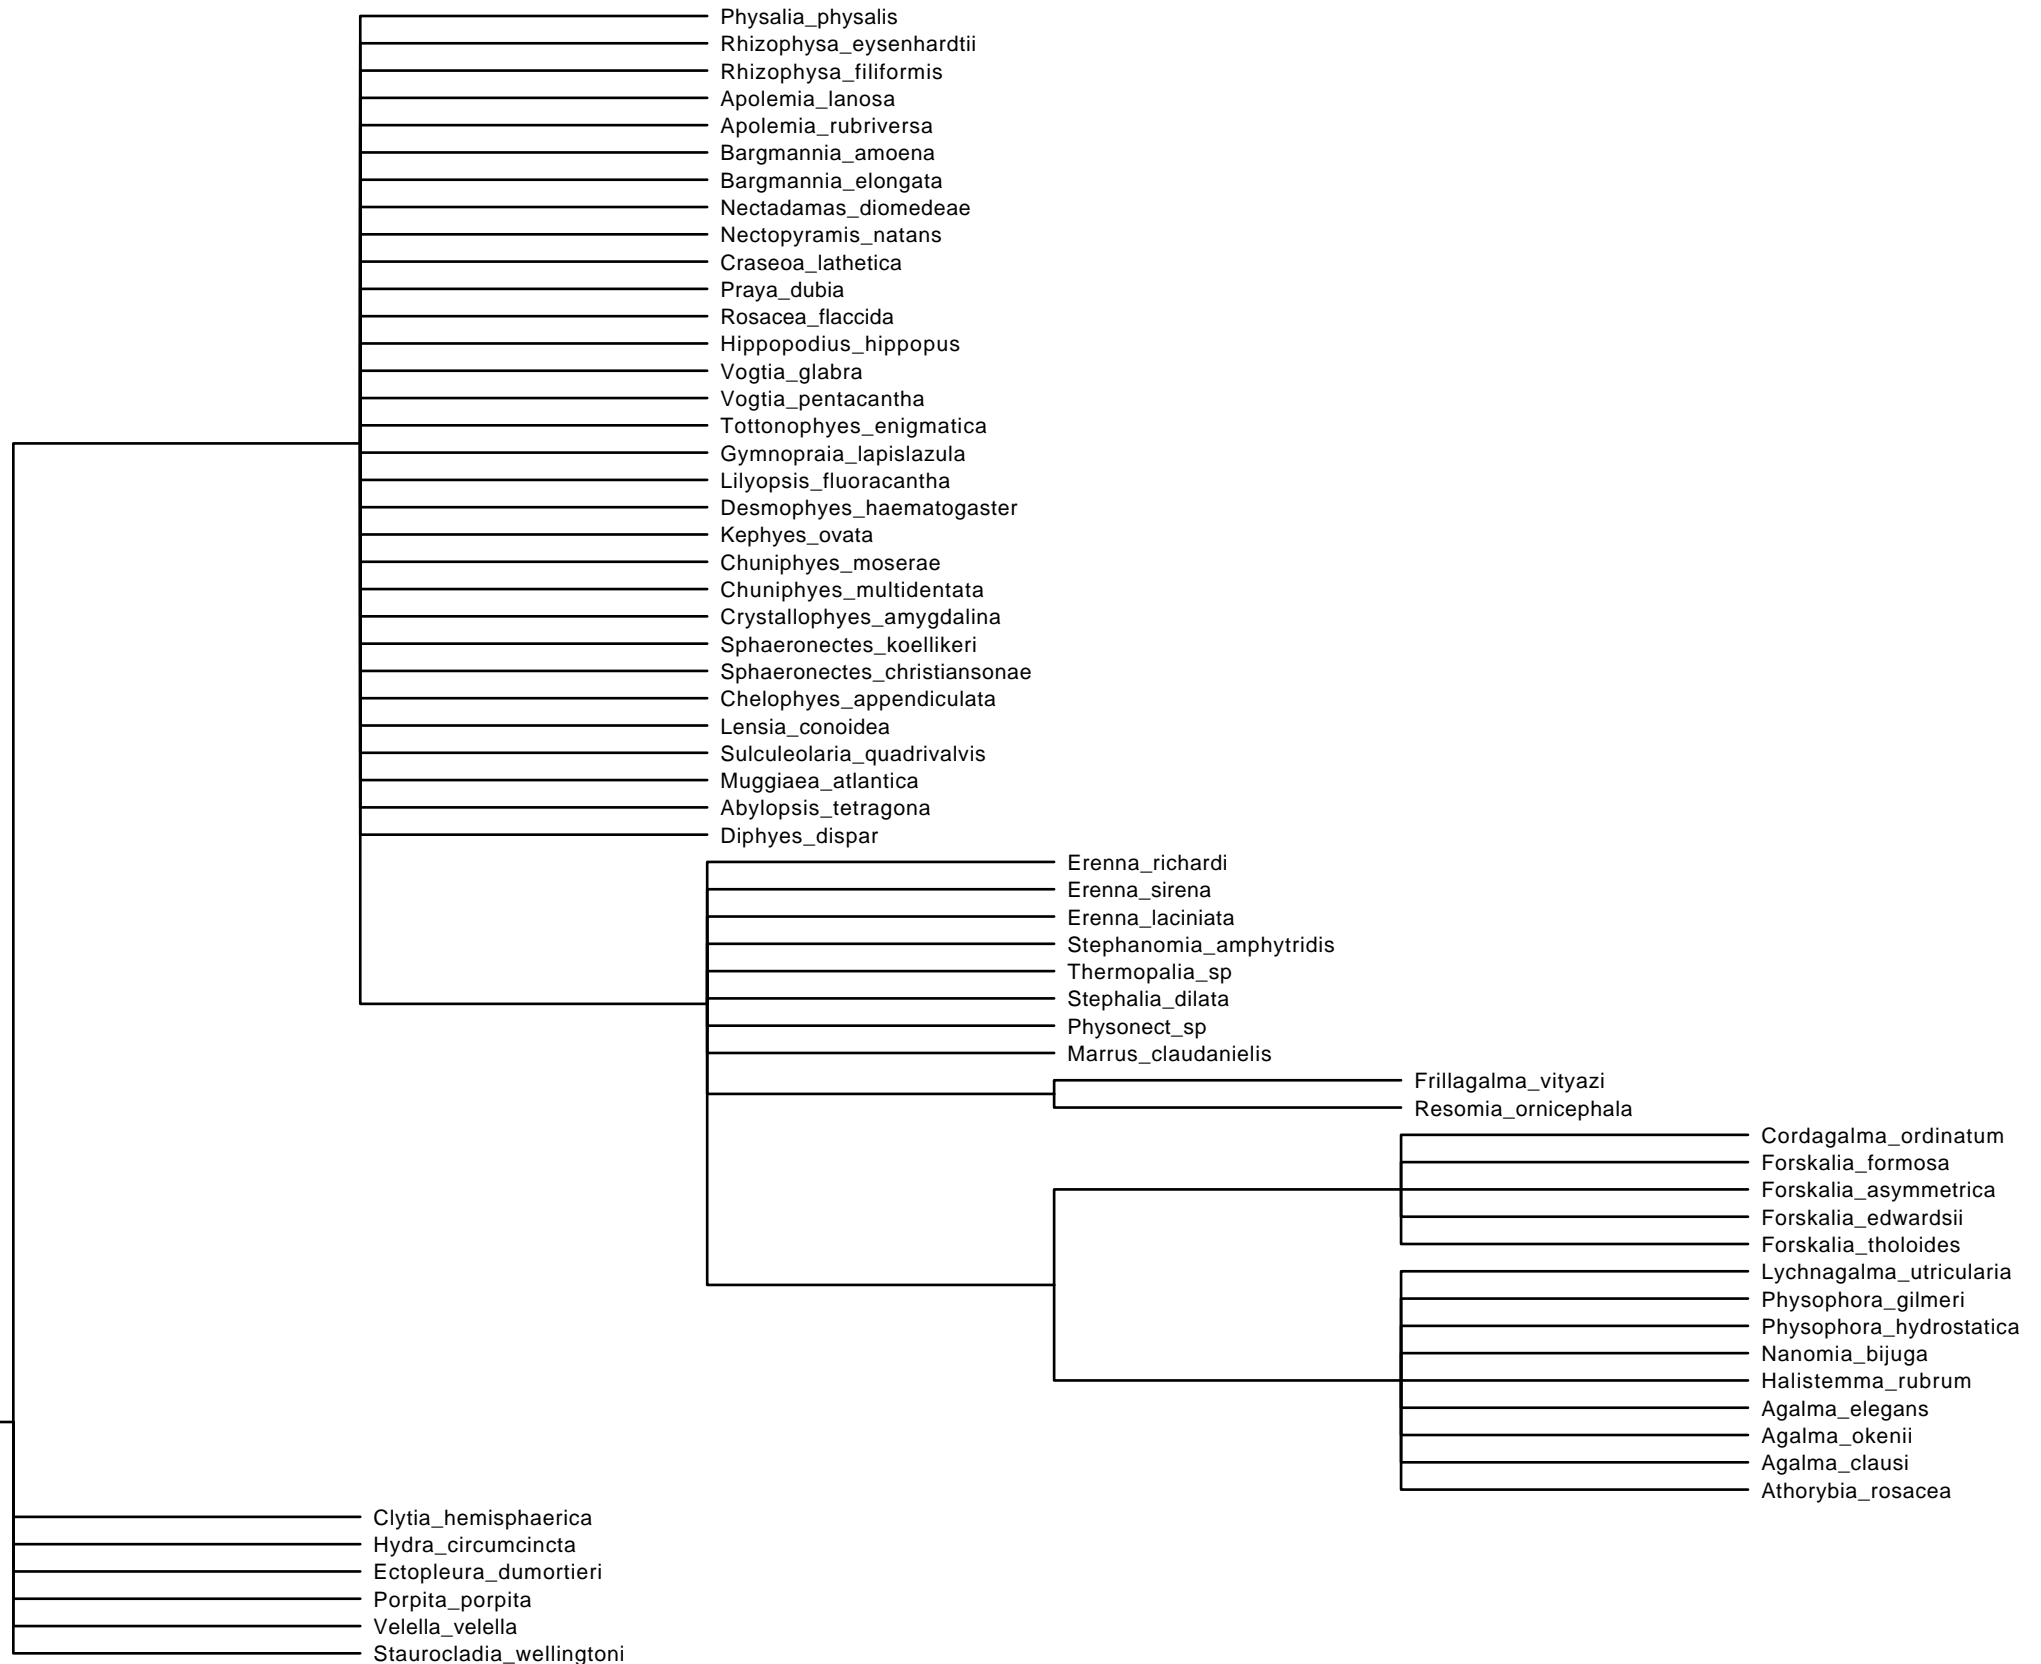 Physalia_physalis
Rhizophysa_eysenhardtii
Rhizophysa_filiformis
Apolemia_lanosa
Apolemia_rubriversa
Bargmannia_amoena
Bargmannia_elongata
Nectadamas_diomedeae
Nectopyramis_natans
Craseoa_lathetica
Praya_dubia
Rosacea_flaccida
Hippopodius_hippopus
Vogtia_glabra
Vogtia_pentacantha
Tottonophyes_enigmatica
Gymnopraia_lapislazula
Lilyopsis_fluoracantha
Desmophyes_haematogaster
Kephyes_ovata
Chuniphyes_moserae
Chuniphyes_multidentata
Crystallophyes_amygdalina
Sphaeronectes_koellikeri
Sphaeronectes_christiansonae
Chelophyes_appendiculata
Lensia_conoidea
Sulculeolaria_quadrivalvis
Muggiaea_atlantica
Abylopsis_tetragona
Diphyes_dispar
Erenna_richardi
Erenna_sirena
Erenna_laciniata
Stephanomia_amphytridis
Thermopalia_sp
Stephalia_dilata
Physonect_sp
Marrus_claudanielis
Frillagalma_vityazi
Resomia_ornicephala
Cordagalma_ordinatum
Forskalia_formosa
Forskalia_asymmetrica
Forskalia_edwardsii
Forskalia_tholoides
Lychnagalma_utricularia
Physophora_gilmeri
Physophora_hydrostatica
Nanomia_bijuga
Halistemma_rubrum
Agalma_elegans
Agalma_okenii
Agalma_clausi
Athorybia_rosacea
Clytia_hemisphaerica
Hydra_circumcincta
Ectopleura_dumortieri
Porpita_porpita
Velella_velella
Staurocladia_wellingtoni